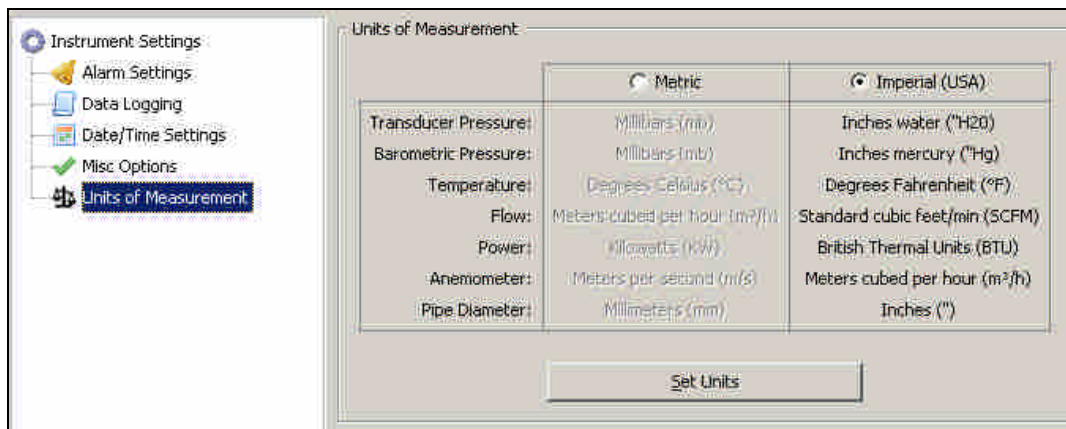 Instrument Settings
Alarm Settings
Data Logging
Date/Time Settings
Misc Options
Units of Measurement
Units of Measurement
Metric Imperial (USA)
Transducer Pressure: Millibars (mb) Inches water ("H20)
Barometric Pressure: Millibars (mb) Inches mercury ("Hg)
Temperature: Degrees Celsius (°C) Degrees Fahrenheit (°F)
Flow: Meters cubed per hour (m³/h) Standard cubic feet/min (SCFM)
Power: Kilowatts (KW) British Thermal Units (BTU)
Anemometer: Meters per second (m/s) Meters cubed per hour (m³/h)
Pipe Diameter: Millimeters (mm) Inches (")
Set Units